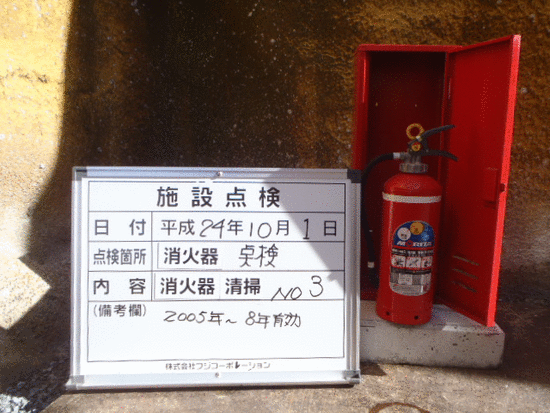 施設点検
日付 平成24年10月1日
点検箇所 消火器 点検
内容 消火器 清掃 NO 3
(備考欄) 2005年～8年有効
株式会社フジコーポレーション